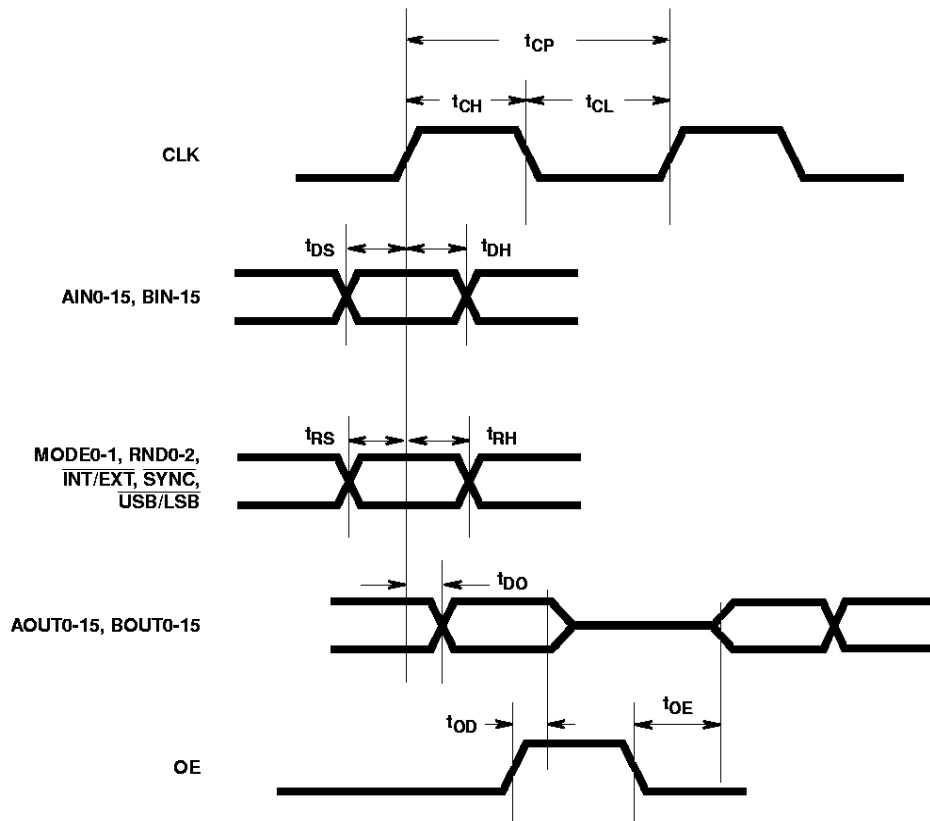 tCP
tCH
tCL
CLK
tDS
tDH
AIN0-15, BIN-15
tRS
tRH
MODE0-1, RND0-2,
INT/EXT, SYNC,
USB/LSB
tDO
AOUT0-15, BOUT0-15
tOE
tOD
OE